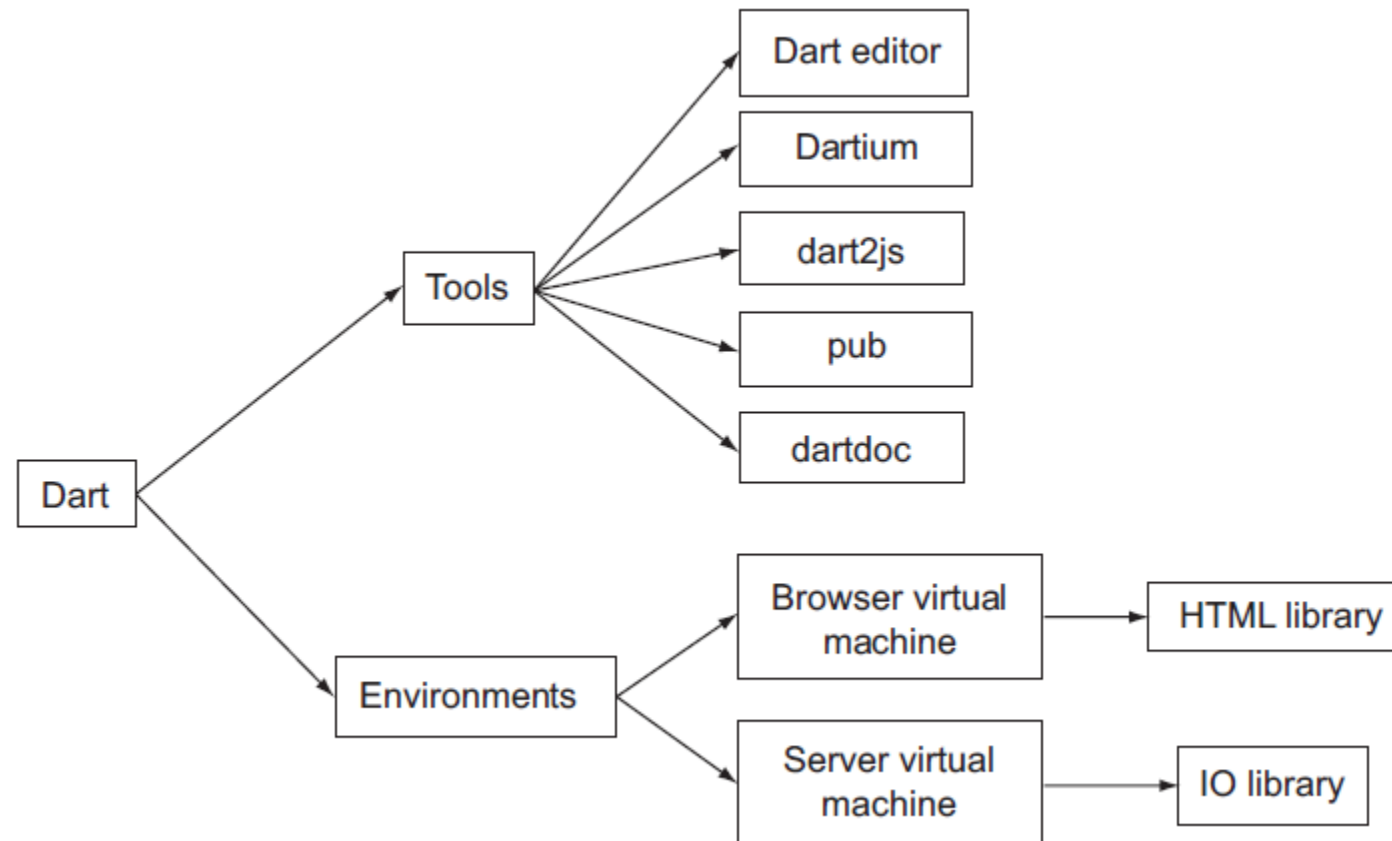 Dart editor
Dartium
dart2js
Tools
pub
dartdoc
Dart
Browser virtual
machine
HTML library
Environments
Server virtual
machine
IO library